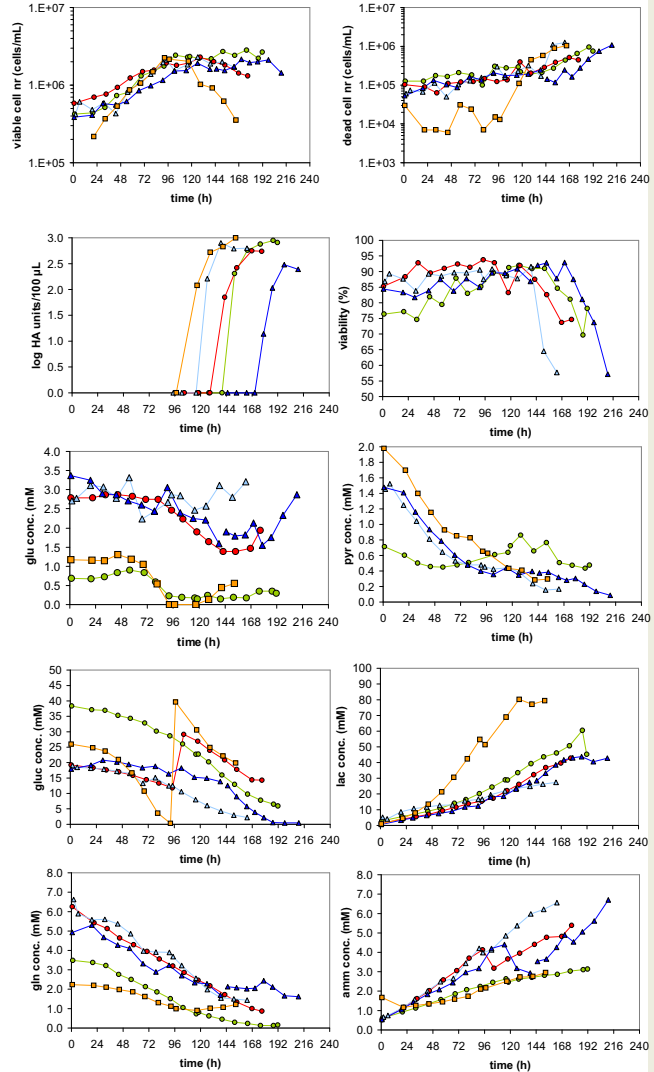 viable cell nr (cells/mL)
1.E+07
1.E+06
1.E+05
0 24 48 72 96 120 144 168 192 216 240
time (h)
dead cell nr (cells/mL)
1.E+07
1.E+06
1.E+05
1.E+04
1.E+03
0 24 48 72 96 120 144 168 192 216 240
time (h)
log HA units/100 µL
3.0
2.5
2.0
1.5
1.0
0.5
0.0
0 24 48 72 96 120 144 168 192 216 240
time (h)
viability (%)
100
95
90
85
80
75
70
65
60
55
50
0 24 48 72 96 120 144 168 192 216 240
time (h)
glu conc. (mM
4.0
3.5
3.0
2.5
2.0
1.5
1.0
0.5
0.0
0 24 48 72 96 120 144 168 192 216 240
time (h)
pyr conc. (mM)
2.0
1.8
1.6
1.4
1.2
1.0
0.8
0.6
0.4
0.2
0.0
0 24 48 72 96 120 144 168 192 216 240
time (h)
gluc conc. (mM)
50
45
40
35
30
25
20
15
10
5
0
0 24 48 72 96 120 144 168 192 216 240
time (h)
lac conc. (mM)
100
90
80
70
60
50
40
30
20
10
0
0 24 48 72 96 120 144 168 192 216 240
time (h)
gln conc. (mM)
8.0
7.0
6.0
5.0
4.0
3.0
2.0
1.0
0.0
0 24 48 72 96 120 144 168 192 216 240
time (h)
amm conc. (mM)
8.0
7.0
6.0
5.0
4.0
3.0
2.0
1.0
0.0
0 24 48 72 96 120 144 168 192 216 240
time (h)